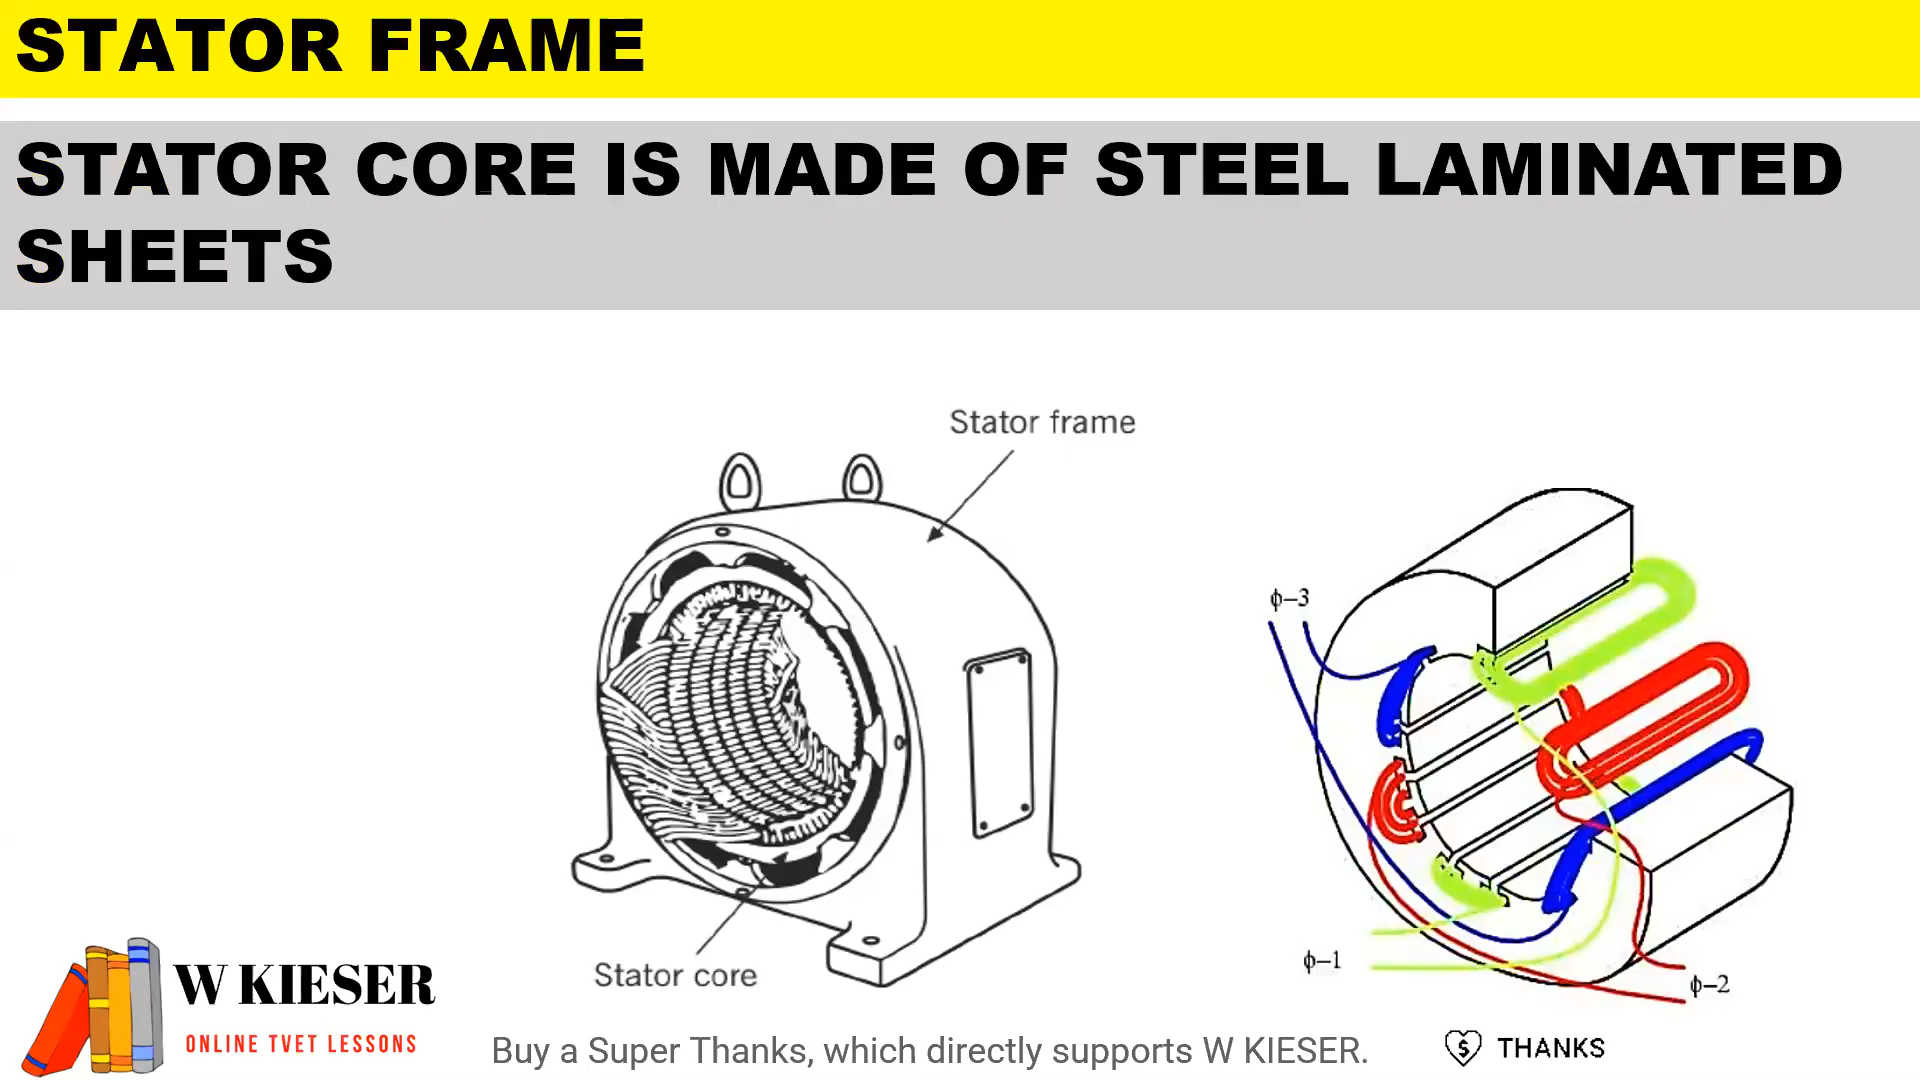 STATOR FRAME
STATOR CORE IS MADE OF STEEL LAMINATED
SHEETS
Stator frame
ϕ–3
Stator core
ϕ–1
ϕ–2
W KIESER
ONLINE TVET LESSONS
Buy a Super Thanks, which directly supports W KIESER.
$ THANKS